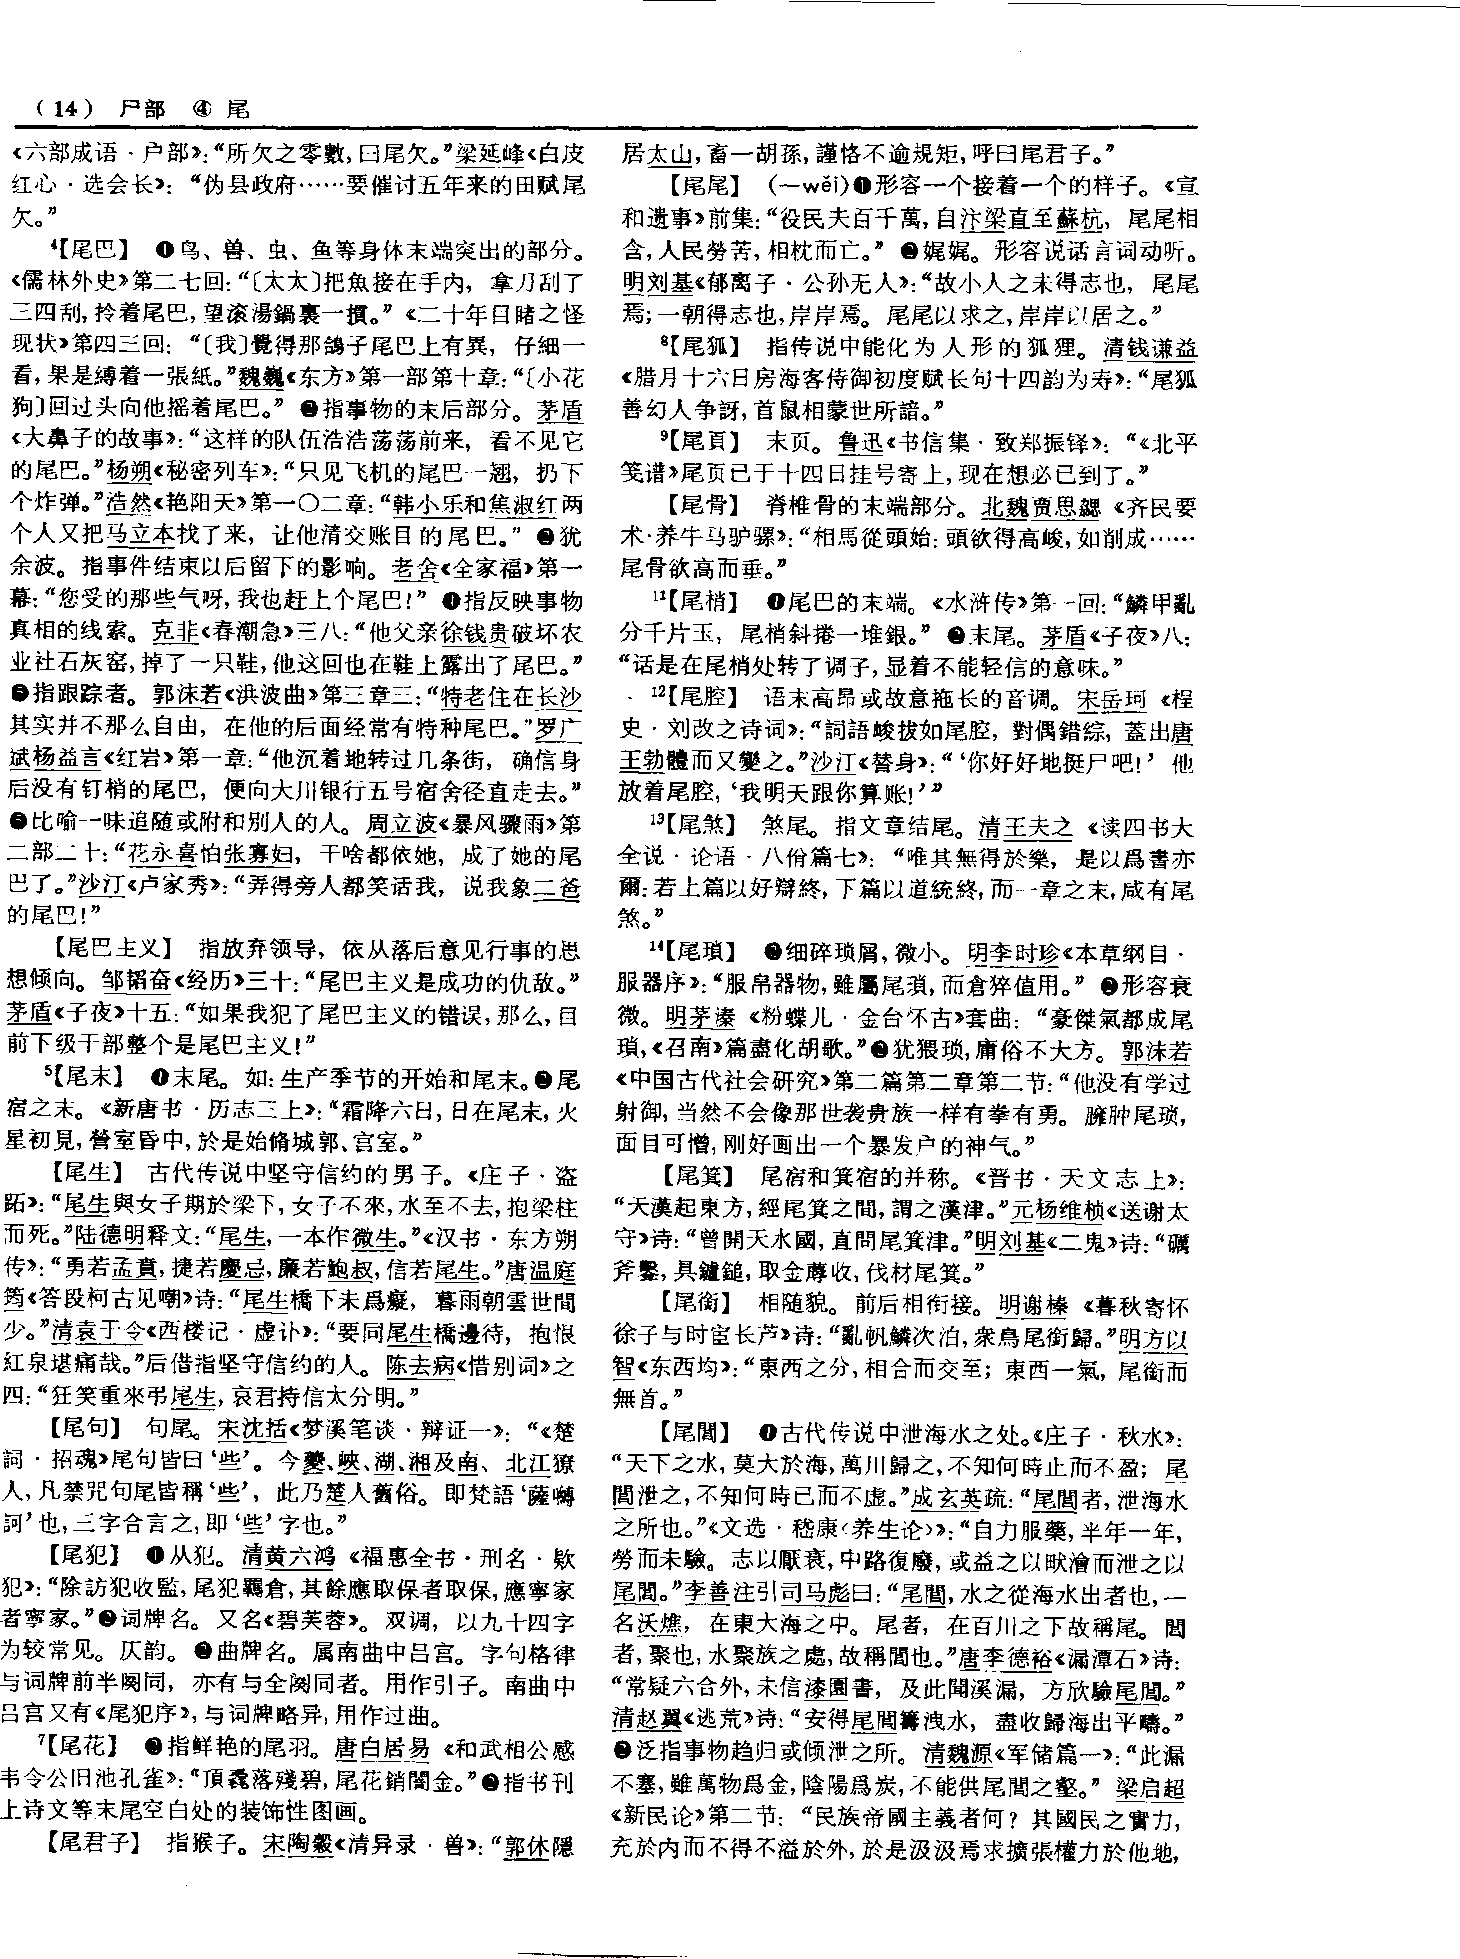 （14） 尸部 ④ 尾
《六部成语·户部》：“所欠之零數，曰尾欠。”梁延峰《白皮
红心·选会长》：“伪县政府……要催讨五年来的田赋尾
欠。”
4【尾巴】 ❶鸟、兽、虫、鱼等身体末端突出的部分。
《儒林外史》第二七回：“〔太太〕把魚接在手内，拿刀刮了
三四刮，拎着尾巴，望滚湯鍋裏一摜。”《二十年目睹之怪
现状》第四三回：“〔我〕覺得那鴿子尾巴上有異，仔細一
看，果是縛着一張紙。”魏巍《东方》第一部第十章：“〔小花
狗〕回过头向他摇着尾巴。” ❷指事物的末后部分。茅盾
《大鼻子的故事》：“这样的队伍浩浩荡荡前来，看不见它
的尾巴。”杨朔《秘密列车》：“只见飞机的尾巴一翘，扔下
个炸弹。”浩然《艳阳天》第一〇二章：“韩小乐和焦淑红两
个人又把马立本找了来，让他清交账目的尾巴。” ❸犹
余波。指事件结束以后留下的影响。老舍《全家福》第一
幕：“您受的那些气呀，我也赶上个尾巴！” ❹指反映事物
真相的线索。克非《春潮急》三八：“他父亲徐钱贵破坏农
业社石灰窑，掉了一只鞋，他这回也在鞋上露出了尾巴。”
❺指跟踪者。郭沫若《洪波曲》第三章三：“特老住在长沙
其实并不那么自由，在他的后面经常有特种尾巴。”罗广
斌杨益言《红岩》第一章：“他沉着地转过几条街，确信身
后没有钉梢的尾巴，便向大川银行五号宿舍径直走去。”
❻比喻一味追随或附和别人的人。周立波《暴风骤雨》第
二部二十：“花永喜怕张寡妇，干啥都依她，成了她的尾
巴了。”沙汀《卢家秀》：“弄得旁人都笑话我，说我象二爸
的尾巴！”
【尾巴主义】 指放弃领导，依从落后意见行事的思
想倾向。邹韬奋《经历》三十：“尾巴主义是成功的仇敌。”
茅盾《子夜》十五：“如果我犯了尾巴主义的错误，那么，目
前下级干部整个是尾巴主义！”
5【尾末】 ❶末尾。如：生产季节的开始和尾末。❷尾
宿之末。《新唐书·历志三上》：“霜降六日，日在尾末，火
星初見，營室昏中，於是始脩城郭、宫室。”
【尾生】 古代传说中坚守信约的男子。《庄子·盗
跖》：“尾生與女子期於梁下，女子不來，水至不去，抱梁柱
而死。”陆德明释文：“尾生，一本作微生。”《汉书·东方朔
传》：“勇若孟賁，捷若慶忌，廉若鮑叔，信若尾生。”唐温庭
筠《答段柯古见嘲》诗：“尾生橋下未爲癡，暮雨朝雲世間
少。”清袁于令《西楼记·虚讣》：“要同尾生橋邊待，抱恨
紅泉堪痛哉。”后借指坚守信约的人。陈去病《惜别词》之
四：“狂笑重來弔尾生，哀君持信太分明。”
【尾句】 句尾。宋沈括《梦溪笔谈·辩证一》：“《楚
詞·招魂》尾句皆曰‘些’。今夔、峽、湖、湘及南、北江獠
人，凡禁咒句尾皆稱‘些’，此乃楚人舊俗。即梵語‘薩嚩
訶’也，三字合言之，即‘些’字也。”
【尾犯】 ❶从犯。清黄六鸿《福惠全书·刑名·欵
犯》：“除訪犯收監，尾犯羈倉，其餘應取保者取保，應寧家
者寧家。”❷词牌名。又名《碧芙蓉》。双调，以九十四字
为较常见。仄韵。❸曲牌名。属南曲中吕宫。字句格律
与词牌前半阕同，亦有与全阕同者。用作引子。南曲中
吕宫又有《尾犯序》，与词牌略异，用作过曲。
7【尾花】 ❶指鲜艳的尾羽。唐白居易《和武相公感
韦令公旧池孔雀》：“頂毳落殘碧，尾花銷闇金。”❷指书刊
上诗文等末尾空白处的装饰性图画。
【尾君子】 指猴子。宋陶穀《清异录·兽》：“郭休隱
居太山，畜一胡孫，謹恪不逾規矩，呼曰尾君子。”
【尾尾】 （—wěi）❶形容一个接着一个的样子。《宣
和遗事》前集：“役民夫百千萬，自汴梁直至蘇杭，尾尾相
含，人民勞苦，相枕而亡。” ❷娓娓。形容说话言词动听。
明刘基《郁离子·公孙无人》：“故小人之未得志也，尾尾
焉；一朝得志也，岸岸焉。尾尾以求之，岸岸以居之。”
8【尾狐】 指传说中能化为人形的狐狸。清钱谦益
《腊月十六日房海客侍御初度赋长句十四韵为寿》：“尾狐
善幻人争訝，首鼠相蒙世所諳。”
9【尾頁】 末页。鲁迅《书信集·致郑振铎》：“《北平
笺谱》尾页已于十四日挂号寄上，现在想必已到了。”
【尾骨】 脊椎骨的末端部分。北魏贾思勰《齐民要
术·养牛马驴骡》：“相馬從頭始：頭欲得高峻，如削成……
尾骨欲高而垂。”
11【尾梢】 ❶尾巴的末端。《水浒传》第一回：“鱗甲亂
分千片玉，尾梢斜捲一堆銀。” ❷末尾。茅盾《子夜》八：
“话是在尾梢处转了调子，显着不能轻信的意味。”
12【尾腔】 语末高昂或故意拖长的音调。宋岳珂《桯
史·刘改之诗词》：“詞語峻拔如尾腔，對偶錯綜，蓋出唐
王勃體而又變之。”沙汀《替身》：“‘你好好地挺尸吧！’他
放着尾腔，‘我明天跟你算账！’”
13【尾煞】 煞尾。指文章结尾。清王夫之《读四书大
全说·论语·八佾篇七》：“唯其無得於樂，是以爲書亦
爾：若上篇以好辯終，下篇以道統終，而一章之末，咸有尾
煞。”
14【尾瑣】 ❶细碎琐屑，微小。明李时珍《本草纲目·
服器序》：“服帛器物，雖屬尾瑣，而倉猝值用。” ❷形容衰
微。明茅溱《粉蝶儿·金台怀古》套曲：“豪傑氣都成尾
瑣，《召南》篇盡化胡歌。”❸犹猥琐，庸俗不大方。郭沫若
《中国古代社会研究》第二篇第二章第二节：“他没有学过
射御，当然不会像那世袭贵族一样有拳有勇。臃肿尾琐，
面目可憎，刚好画出一个暴发户的神气。”
【尾箕】 尾宿和箕宿的并称。《晋书·天文志上》：
“天漢起東方，經尾箕之間，謂之漢津。”元杨维桢《送谢太
守》诗：“曾開天水國，直問尾箕津。”明刘基《二鬼》诗：“礪
斧鑿，具鑪鎚，取金蓐收，伐材尾箕。”
【尾銜】 相随貌。前后相衔接。明谢榛《暮秋寄怀
徐子与时宦长芦》诗：“亂帆鱗次泊，衆鳥尾銜歸。”明方以
智《东西均》：“東西之分，相合而交至；東西一氣，尾銜而
無首。”
【尾閭】 ❶古代传说中泄海水之处。《庄子·秋水》：
“天下之水，莫大於海，萬川歸之，不知何時止而不盈；尾
閭泄之，不知何時已而不虚。”成玄英疏：“尾閭者，泄海水
之所也。”《文选·嵇康〈养生论〉》：“自力服藥，半年一年，
勞而未驗。志以厭衰，中路復廢，或益之以畎澮而泄之以
尾閭。”李善注引司马彪曰：“尾閭，水之從海水出者也，一
名沃燋，在東大海之中。尾者，在百川之下故稱尾。閭
者，聚也，水聚族之處，故稱閭也。”唐李德裕《漏潭石》诗：
“常疑六合外，未信漆園書，及此聞溪漏，方欣驗尾閭。”
清赵翼《逃荒》诗：“安得尾閭籌洩水，盡收歸海出平疇。”
❷泛指事物趋归或倾泄之所。清魏源《军储篇一》：“此漏
不塞，雖萬物爲金，陰陽爲炭，不能供尾閭之壑。” 梁启超
《新民论》第二节：“民族帝國主義者何？其國民之實力，
充於内而不得不溢於外，於是汲汲焉求擴張權力於他地，